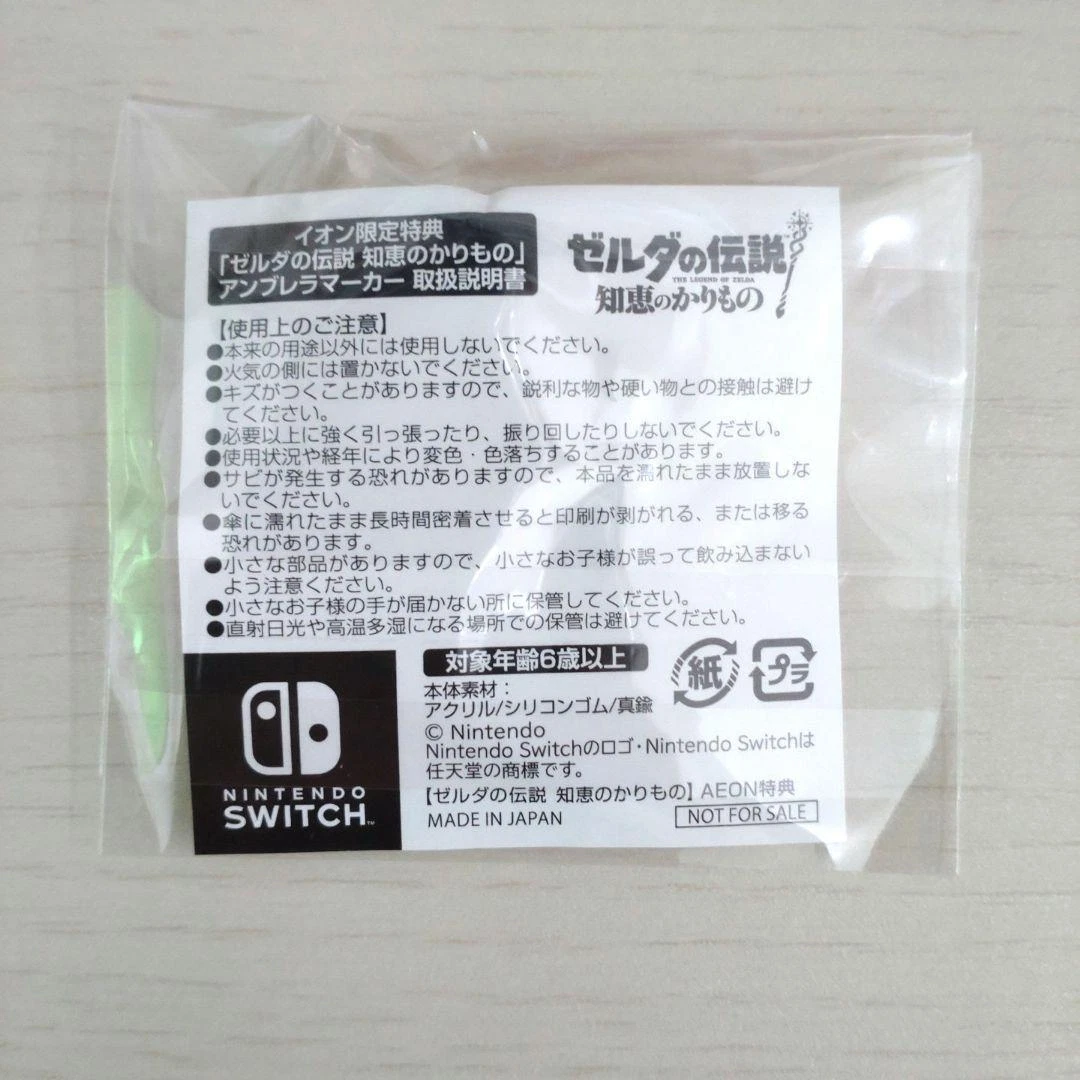 イオン限定特典
「ゼルダの伝説 知恵のかりもの」
アンブレラマーカー 取扱説明書
ゼルダの伝説™
THE LEGEND OF ZELDA
知恵のかりもの
【使用上のご注意】
●本来の用途以外には使用しないでください。
●火気の側には置かないでください。
●キズがつくことがありますので、鋭利な物や硬い物との接触は避け
てください。
●必要以上に強く引っ張ったり、振り回したりしないでください。
●使用状況や経年により変色・色落ちすることがあります。
●サビが発生する恐れがありますので、本品を濡れたまま放置しな
いでください。
●傘に濡れたまま長時間密着させると印刷が剥がれる、または移る
恐れがあります。
●小さな部品がありますので、小さなお子様が誤って飲み込まない
よう注意ください。
●小さなお子様の手が届かない所に保管してください。
●直射日光や高温多湿になる場所での保管は避けてください。
対象年齢6歳以上
紙
プラ
本体素材：
アクリル/シリコンゴム/真鍮
© Nintendo
Nintendo Switchのロゴ・Nintendo Switchは
任天堂の商標です。
【ゼルダの伝説 知恵のかりもの】AEON特典
MADE IN JAPAN
NOT FOR SALE
NINTENDO
SWITCH™